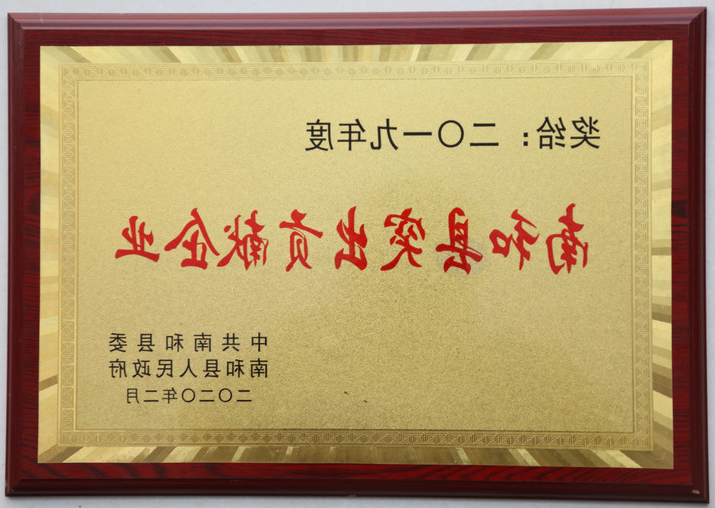 奖给：二〇一九年度
南和县突出贡献企业
中共南和县委
南和县人民政府
二〇二〇年二月